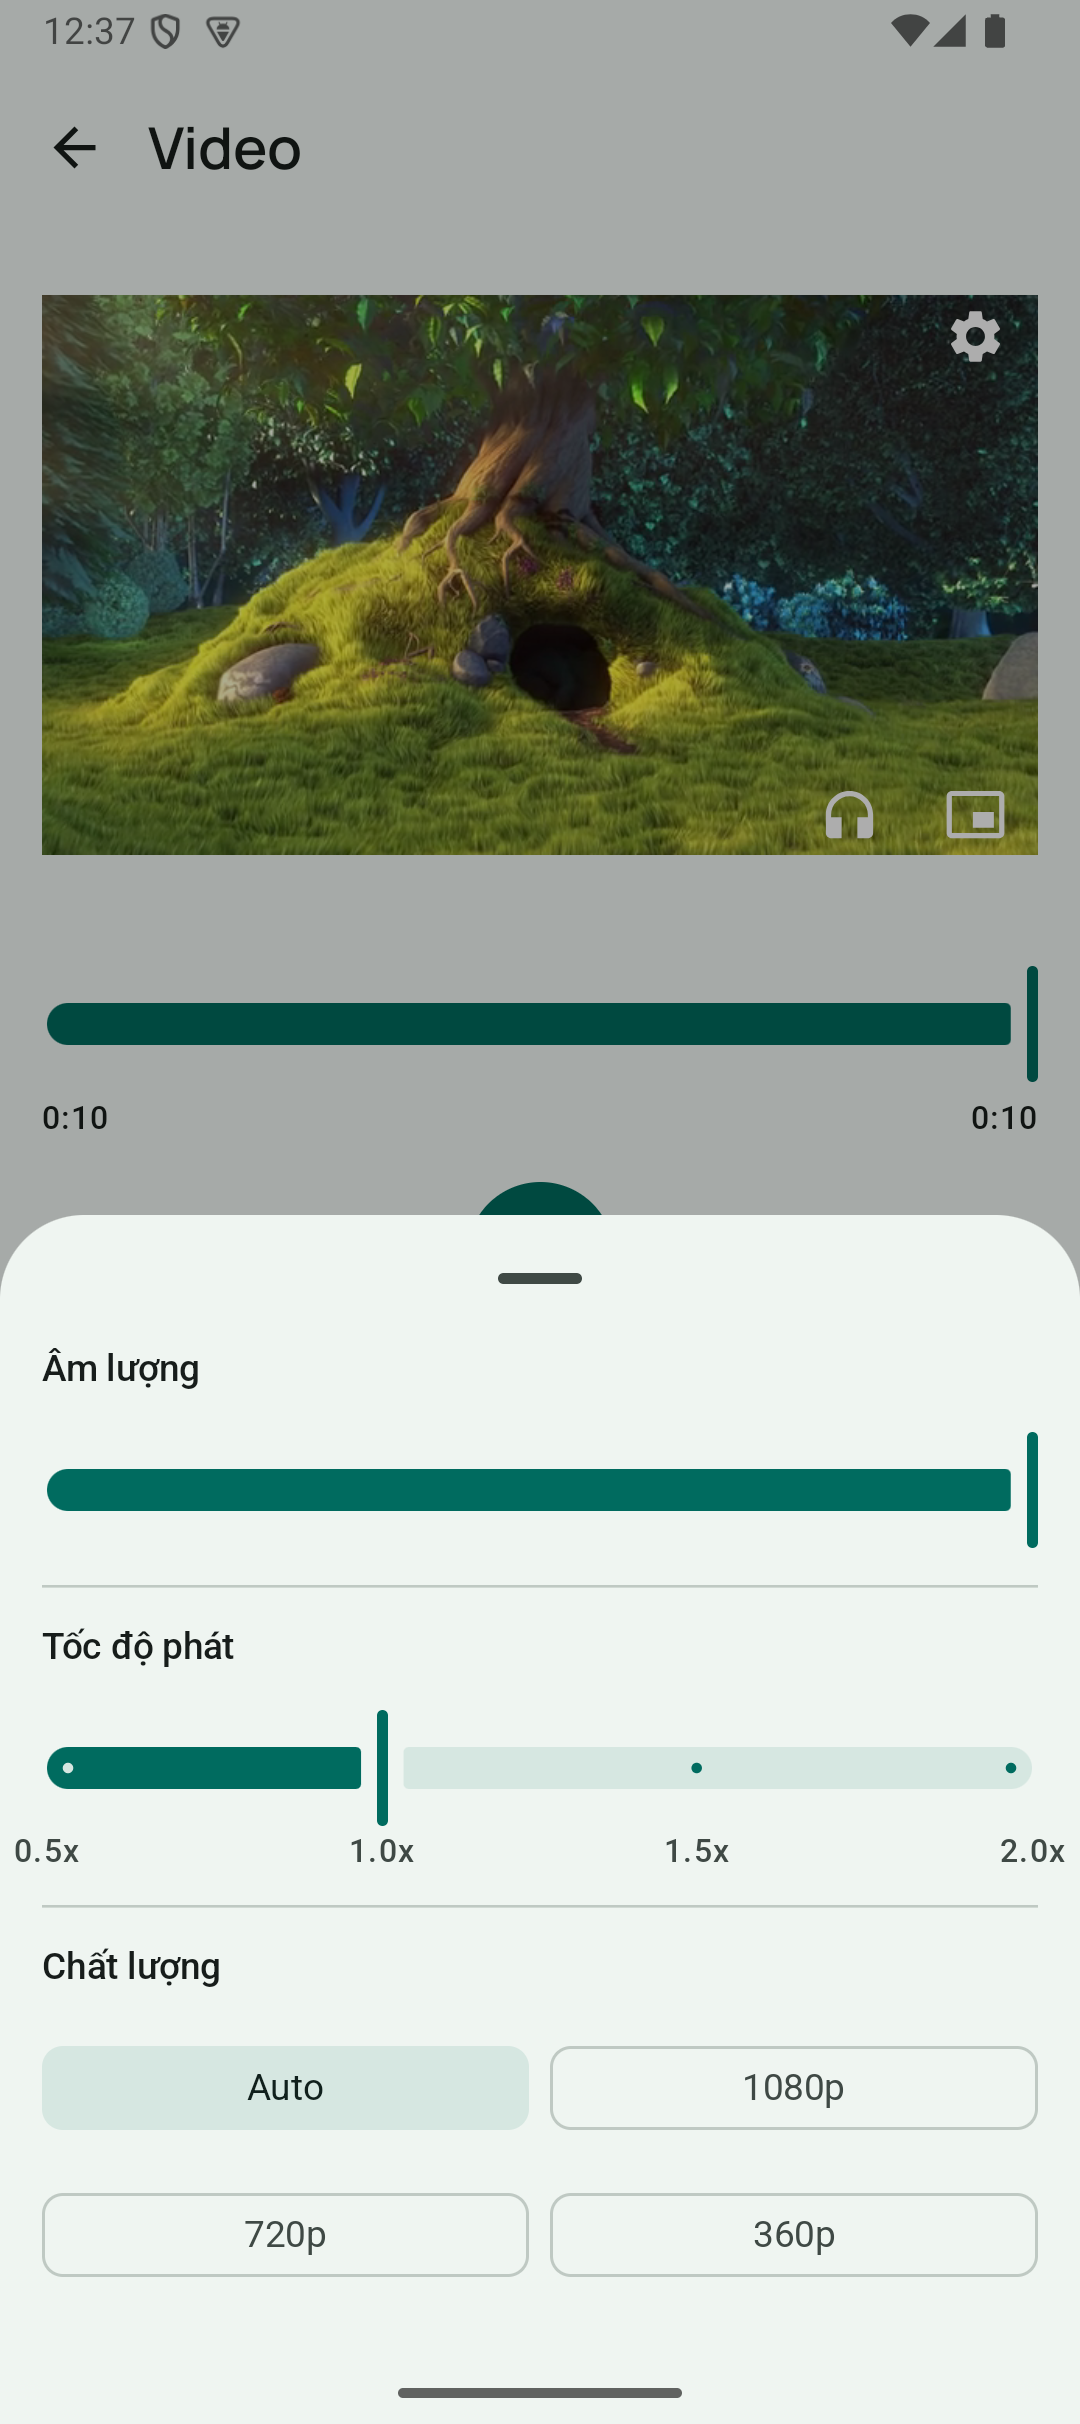 12:37
Video
0:10 0:10
Âm lượng
Tốc độ phát
0.5x 1.0x 1.5x 2.0x
Chất lượng
Auto 1080p
720p 360p